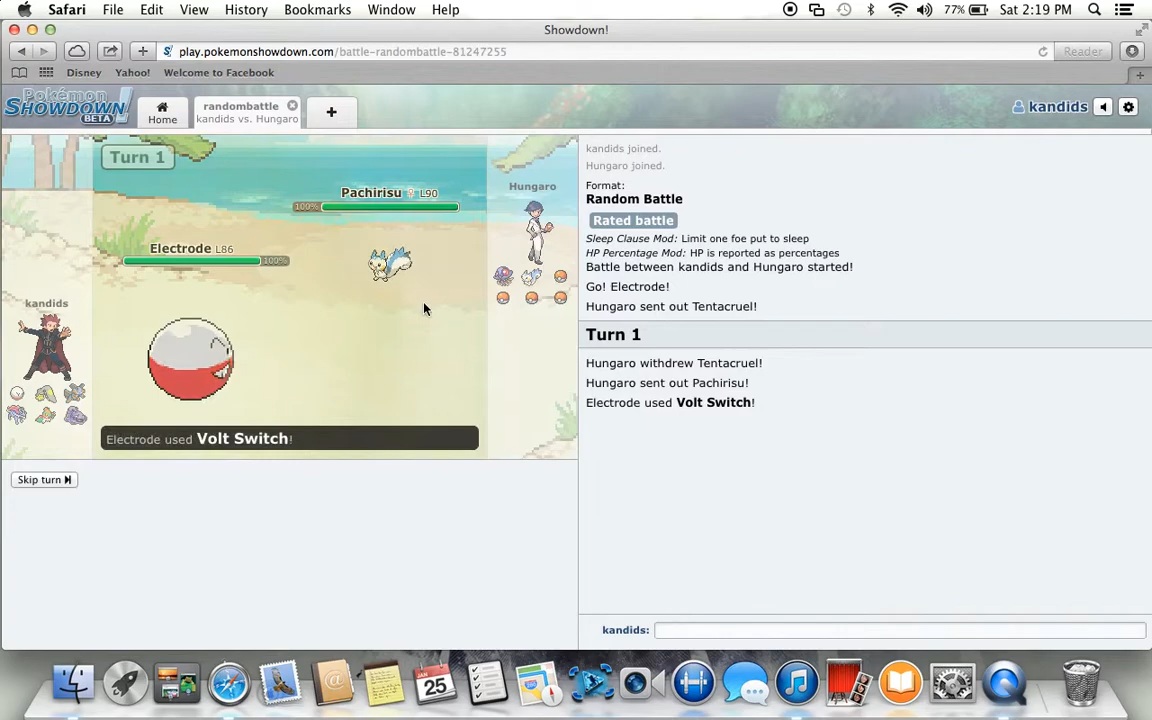 Safari File Edit View History Bookmarks Window Help 77% Sat 2:19 PM
Showdown!
play.pokemonshowdown.com/battle-randombattle-81247255 Reader
Disney Yahoo! Welcome to Facebook
Pokémon
SHOWDOWN!
BETA
Home
randombattle
kandids vs. Hungaro
kandids
Turn 1
Pachirisu L90
100%
Hungaro
Electrode L86
100%
kandids
Electrode used Volt Switch!
Skip turn
kandids joined.
Hungaro joined.
Format:
Random Battle
Rated battle
Sleep Clause Mod: Limit one foe put to sleep
HP Percentage Mod: HP is reported as percentages
Battle between kandids and Hungaro started!
Go! Electrode!
Hungaro sent out Tentacruel!
Turn 1
Hungaro withdrew Tentacruel!
Hungaro sent out Pachirisu!
Electrode used Volt Switch!
kandids:
JAN
25